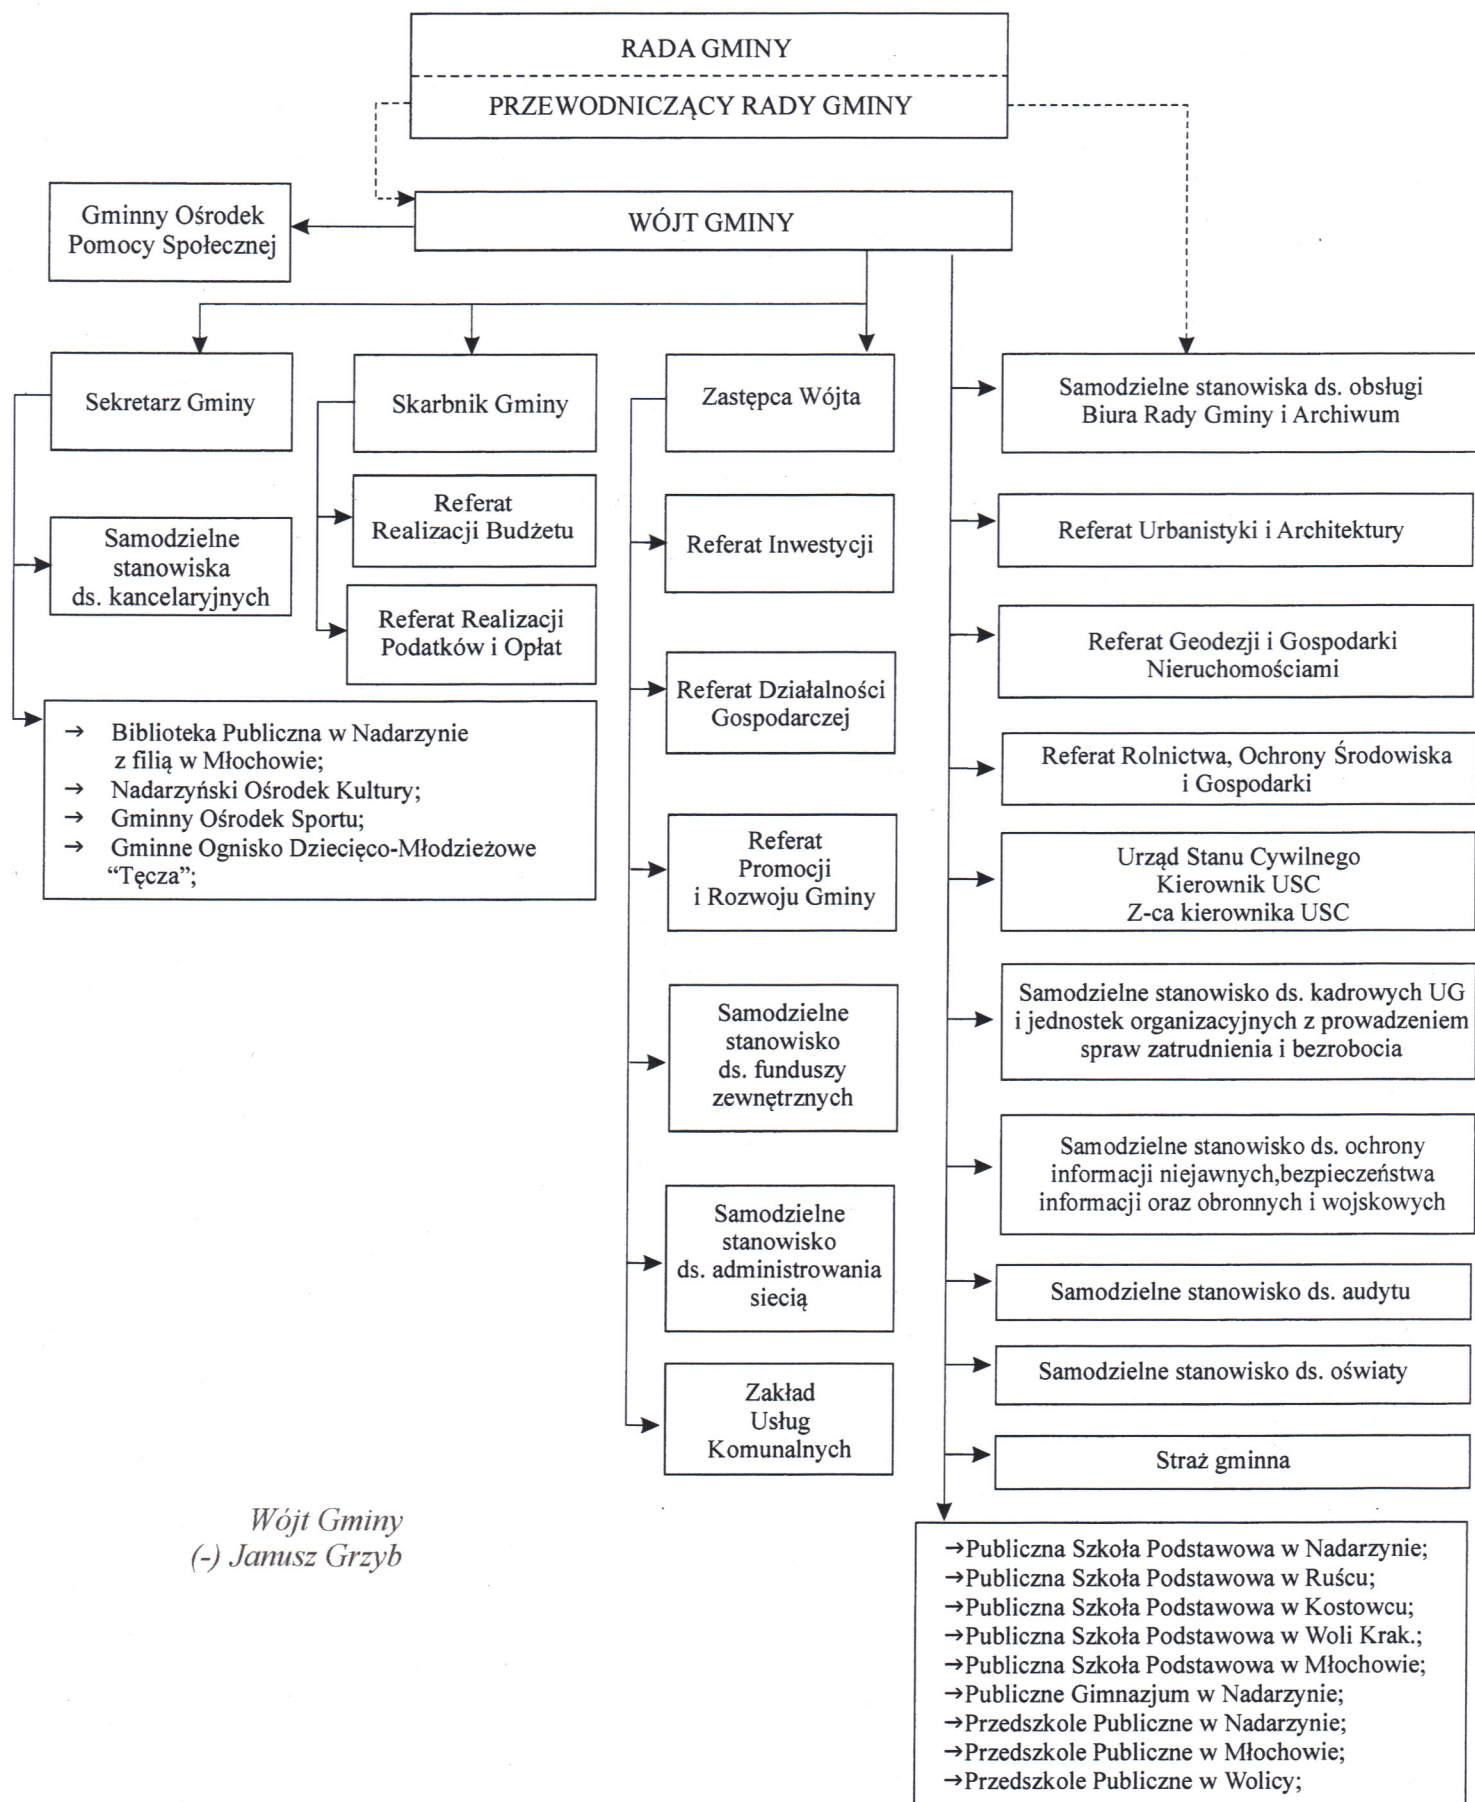 RADA GMINY
PRZEWODNICZĄCY RADY GMINY
Gminny Ośrodek
Pomocy Społecznej
WÓJT GMINY
Sekretarz Gminy
Skarbnik Gminy
Zastępca Wójta
Samodzielne stanowiska ds. obsługi
Biura Rady Gminy i Archiwum
Samodzielne
stanowiska
ds. kancelaryjnych
→ Biblioteka Publiczna w Nadarzynie
z filią w Młochowie;
→ Nadarzyński Ośrodek Kultury;
→ Gminny Ośrodek Sportu;
→ Gminne Ognisko Dziecięco-Młodzieżowe
“Tęcza”;
Referat
Realizacji Budżetu
Referat Realizacji
Podatków i Opłat
Referat Inwestycji
Referat Działalności
Gospodarczej
Referat
Promocji
i Rozwoju Gminy
Samodzielne
stanowisko
ds. funduszy
zewnętrznych
Samodzielne
stanowisko
ds. administrowania
siecią
Zakład
Usług
Komunalnych
Referat Urbanistyki i Architektury
Referat Geodezji i Gospodarki
Nieruchomościami
Referat Rolnictwa, Ochrony Środowiska
i Gospodarki
Urząd Stanu Cywilnego
Kierownik USC
Z-ca kierownika USC
Samodzielne stanowisko ds. kadrowych UG
i jednostek organizacyjnych z prowadzeniem
spraw zatrudnienia i bezrobocia
Samodzielne stanowisko ds. ochrony
informacji niejawnych,bezpieczeństwa
informacji oraz obronnych i wojskowych
Samodzielne stanowisko ds. audytu
Samodzielne stanowisko ds. oświaty
Straż gminna
→Publiczna Szkoła Podstawowa w Nadarzynie;
→Publiczna Szkoła Podstawowa w Ruścu;
→Publiczna Szkoła Podstawowa w Kostowcu;
→Publiczna Szkoła Podstawowa w Woli Krak.;
→Publiczna Szkoła Podstawowa w Młochowie;
→Publiczne Gimnazjum w Nadarzynie;
→Przedszkole Publiczne w Nadarzynie;
→Przedszkole Publiczne w Młochowie;
→Przedszkole Publiczne w Wolicy;
Wójt Gminy
(-) Janusz Grzyb